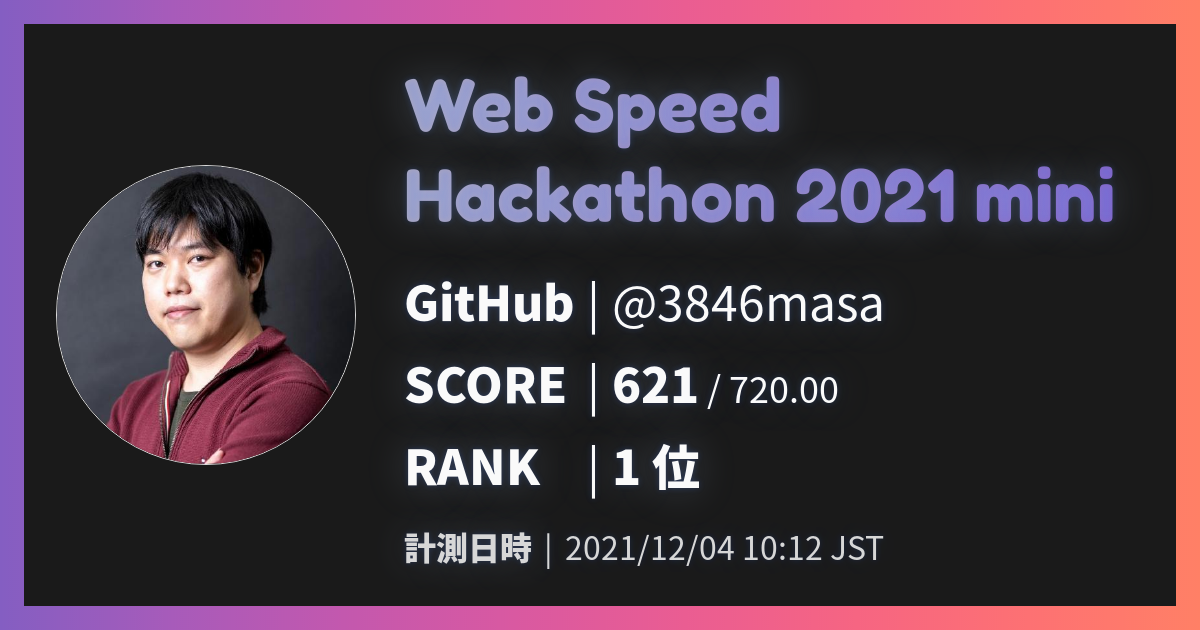 Web Speed
Hackathon 2021 mini
GitHub | @3846masa
SCORE | 621 / 720.00
RANK | 1 位
計測日時 | 2021/12/04 10:12 JST